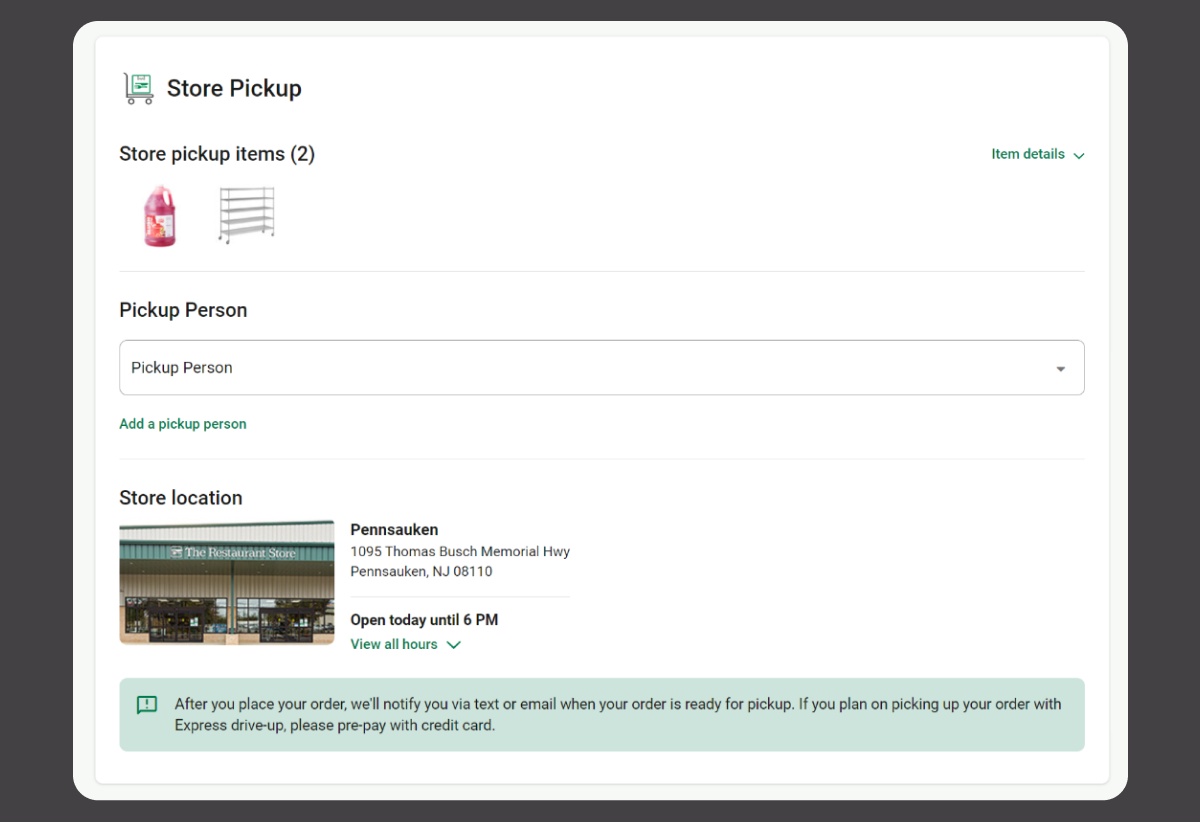 Store Pickup
Store pickup items (2)
Item details
Pickup Person
Pickup Person
Add a pickup person
Store location
The Restaurant Store
Pennsauken
1095 Thomas Busch Memorial Hwy
Pennsauken, NJ 08110
Open today until 6 PM
View all hours
After you place your order, we'll notify you via text or email when your order is ready for pickup. If you plan on picking up your order with
Express drive-up, please pre-pay with credit card.